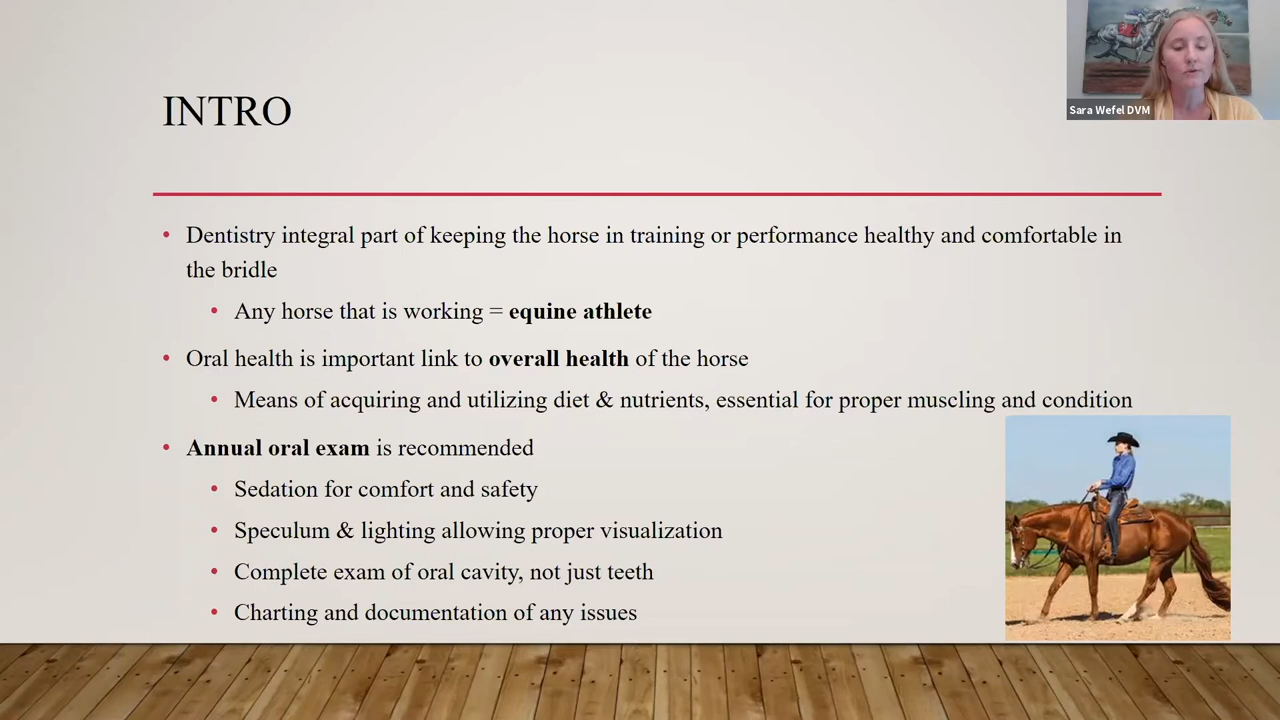 Sara Wefel DVM
INTRO
Dentistry integral part of keeping the horse in training or performance healthy and comfortable in
the bridle
Any horse that is working = equine athlete
Oral health is important link to overall health of the horse
Means of acquiring and utilizing diet & nutrients, essential for proper muscling and condition
Annual oral exam is recommended
Sedation for comfort and safety
Speculum & lighting allowing proper visualization
Complete exam of oral cavity, not just teeth
Charting and documentation of any issues